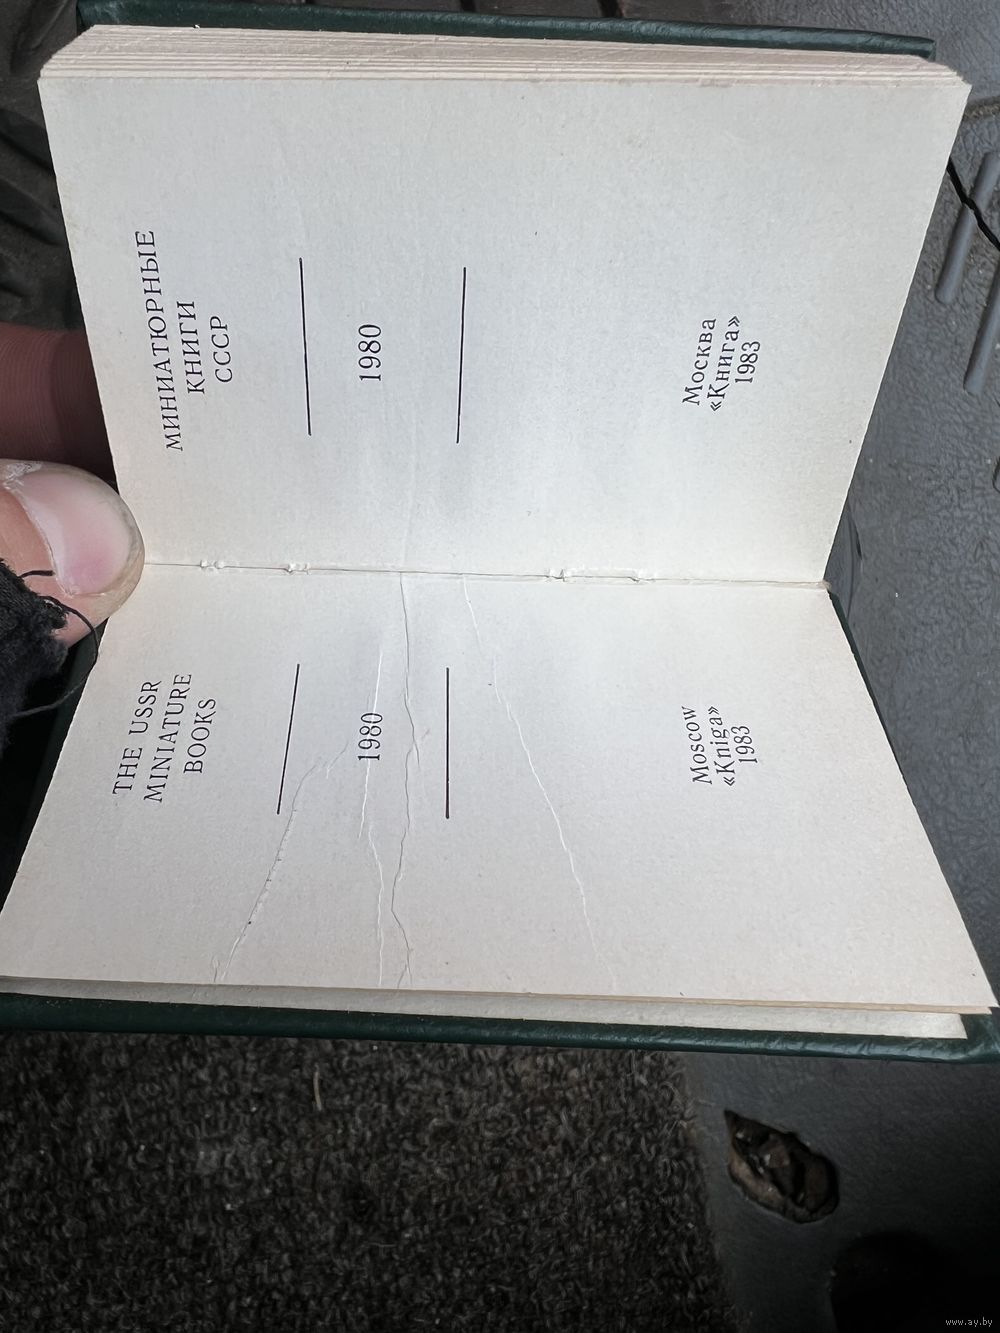 THE USSR
MINIATURE
BOOKS
1980
Moscow
«Kniga»
1983
МИНИАТЮРНЫЕ
КНИГИ
СССР
1980
Москва
«Книга»
1983
www.ay.by